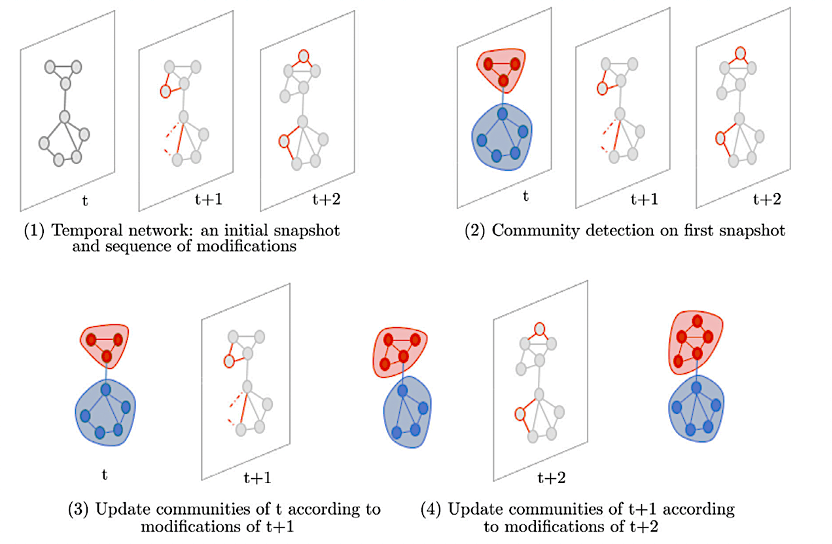 t
t+1
t+2
(1) Temporal network: an initial snapshot
and sequence of modifications
t
t+1
t+2
(2) Community detection on first snapshot
t
t+1
(3) Update communities of t according to
modifications of t+1
t+2
(4) Update communities of t+1 according
to modifications of t+2